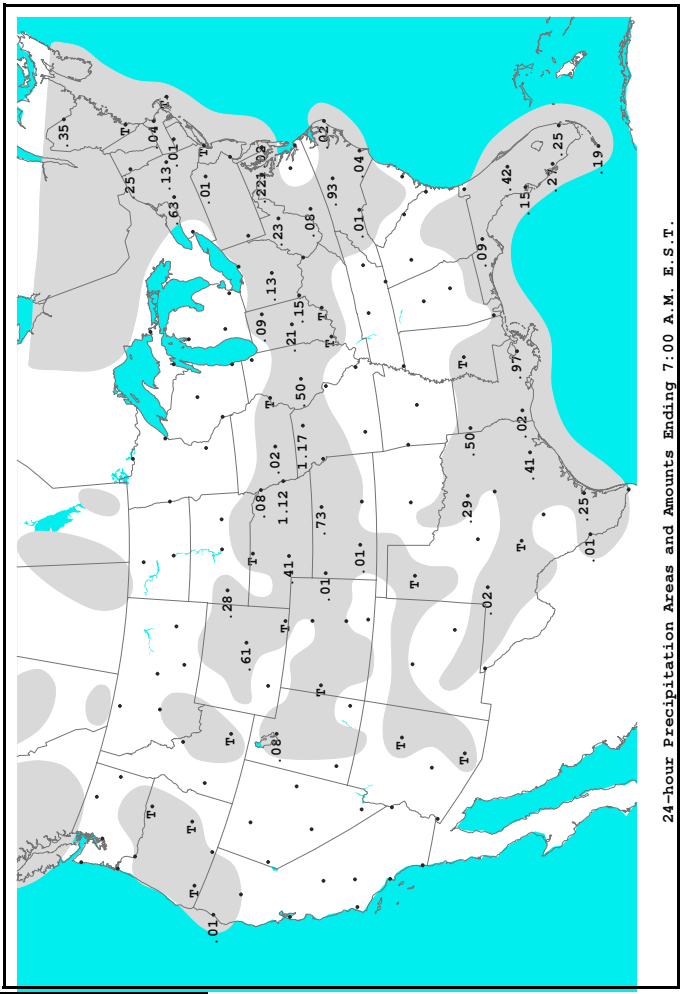 .35
T
.25
.04
T
T
.13
.01
.63
T
T
T
.01
.01
.28
T
.61
T
.08
.09
.221
.02
T
.13
.02
.08
.23
1.12
T
.41
.21
.15
.50
1.17
.08
T
.73
T
.02
.01
T
.93
.01
.01
.04
T
T
T
T
.29
.50
.09
.02
.42
.97
T
.02
.15
.41
.27
.25
.25
.01
.19
24-hour Precipitation Areas and Amounts Ending 7:00 A.M. E.S.T.